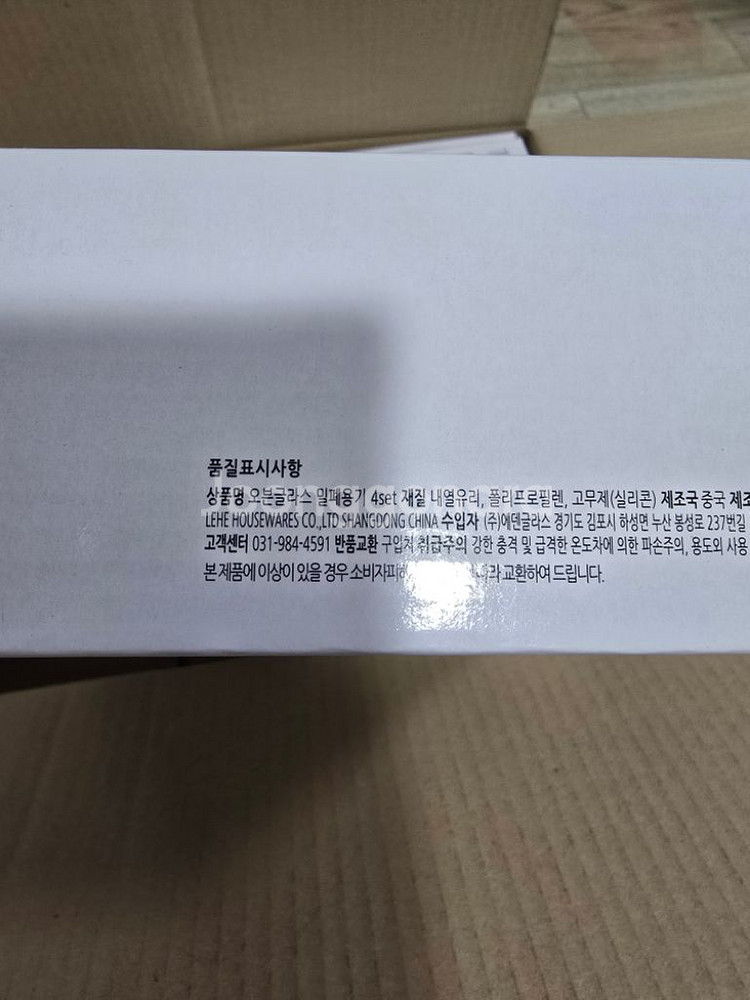 품질표시사항
상품명 오븐글라스 밀폐용기 4set 재질 내열유리, 폴리프로필렌, 고무제(실리콘) 제조국 중국 제조
LEHE HOUSEWARES CO.,LTD SHANGDONG CHINA 수입자 (주)에덴글라스 경기도 김포시 하성면 누산 봉성로 237번길
고객센터 031-984-4591 반품교환 구입처 취급주의 강한 충격 및 급격한 온도차에 의한 파손주의, 용도외 사용
본 제품에 이상이 있을 경우 소비자피해 교환하여 드립니다.